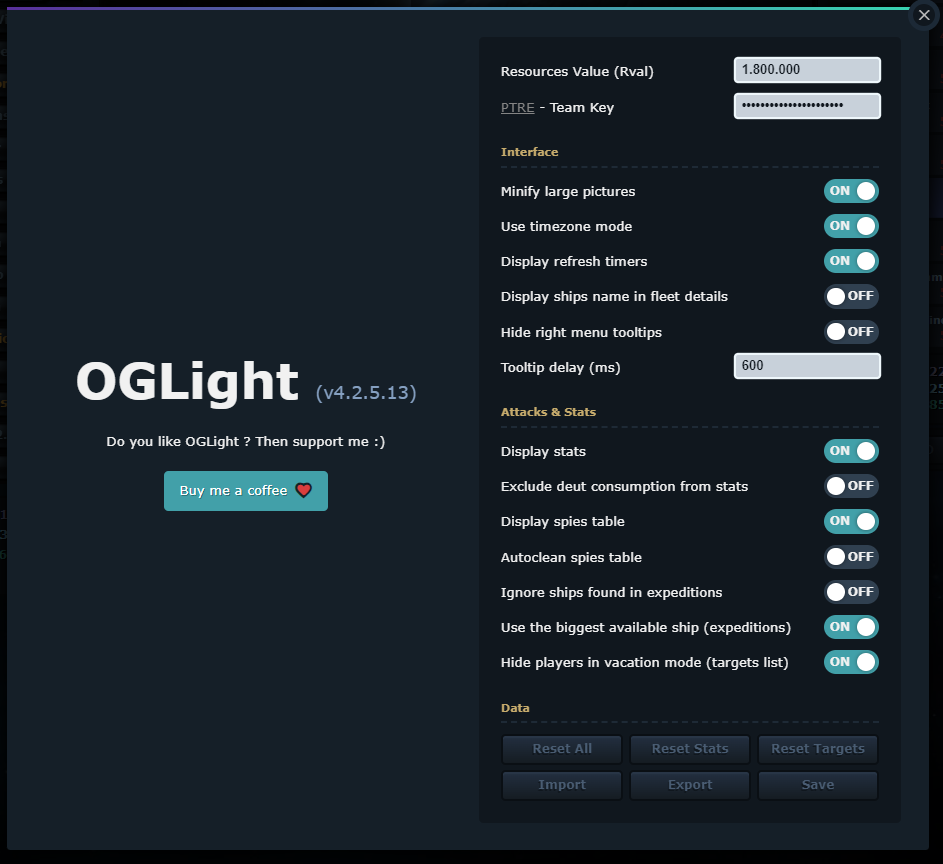 Resources Value (Rval) 1.800.000
PTRE - Team Key ••••••••••••••••••••••
Interface
Minify large pictures ON
Use timezone mode ON
Display refresh timers ON
Display ships name in fleet details OFF
Hide right menu tooltips OFF
Tooltip delay (ms) 600
OGLight (v4.2.5.13)
Do you like OGLight ? Then support me :)
Buy me a coffee
Attacks & Stats
Display stats ON
Exclude deut consumption from stats OFF
Display spies table ON
Autoclean spies table OFF
Ignore ships found in expeditions OFF
Use the biggest available ship (expeditions) ON
Hide players in vacation mode (targets list) ON
Data
Reset All Reset Stats Reset Targets
Import Export Save